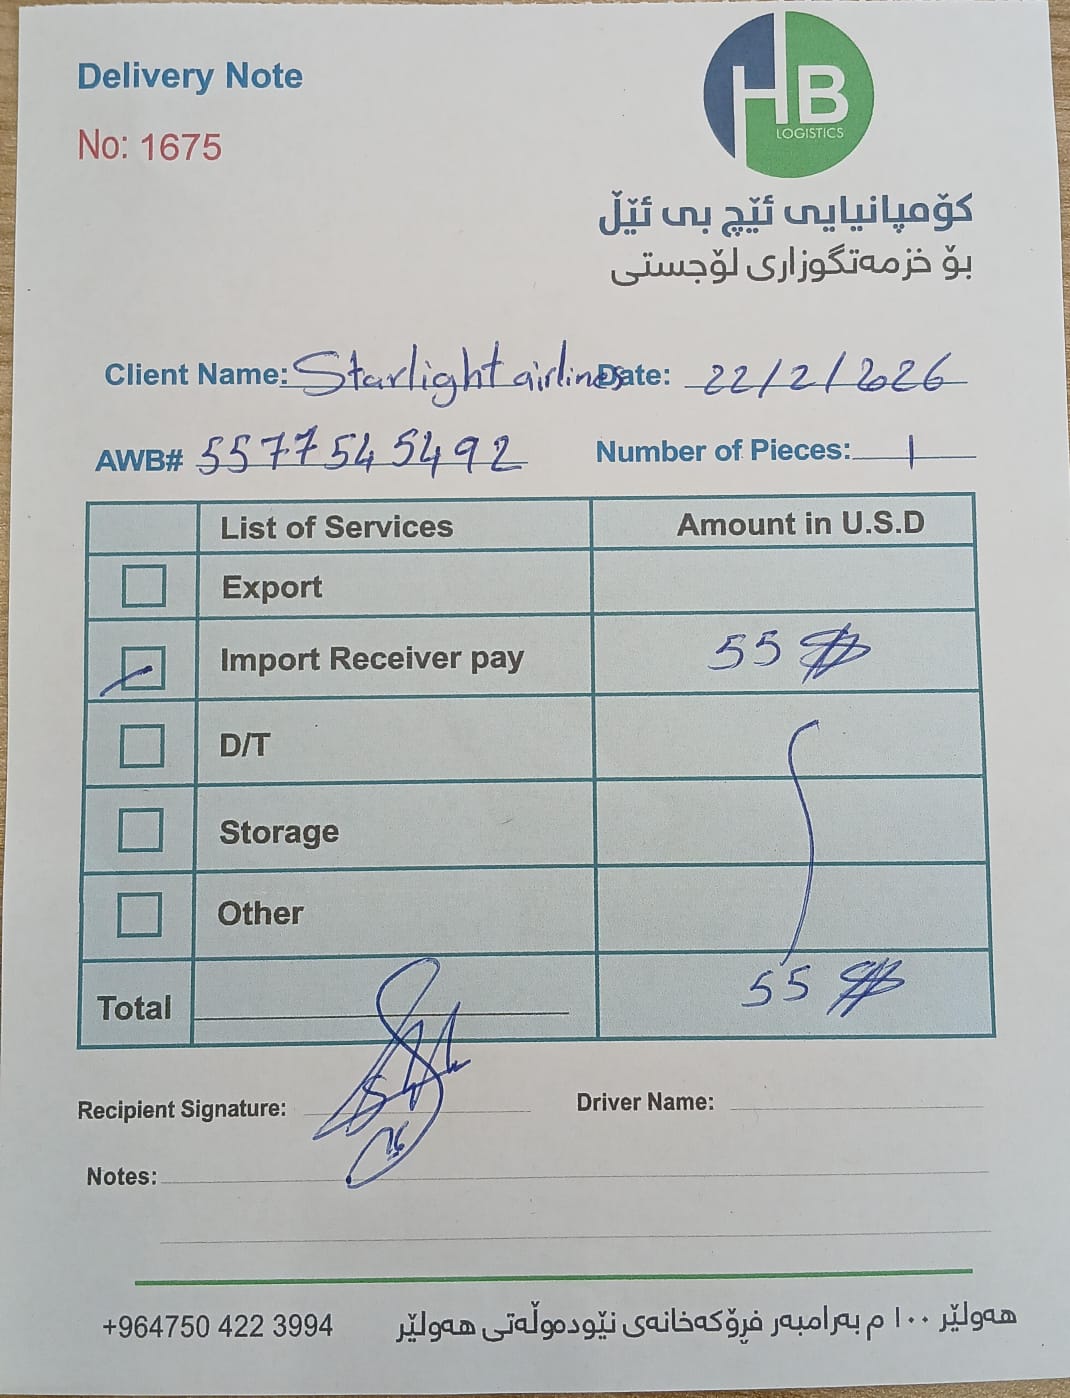 Delivery Note
No: 1675
HB
LOGISTICS
کۆمپانیایی ئێچ بی ئێڵ
بۆ خزمەتگوزاری لۆجستی
Client Name: Starlight airlines Date: 22/2/2026
AWB# 5577545492 Number of Pieces: 1
List of Services Amount in U.S.D
Export
Import Receiver pay 55 $
D/T
Storage
Other
Total 55 $
Recipient Signature: Driver Name:
Notes:
+964750 422 3994 هەولێر ١٠٠ م بەرامبەر فڕۆکەخانەی نێودەوڵەتی هەولێر